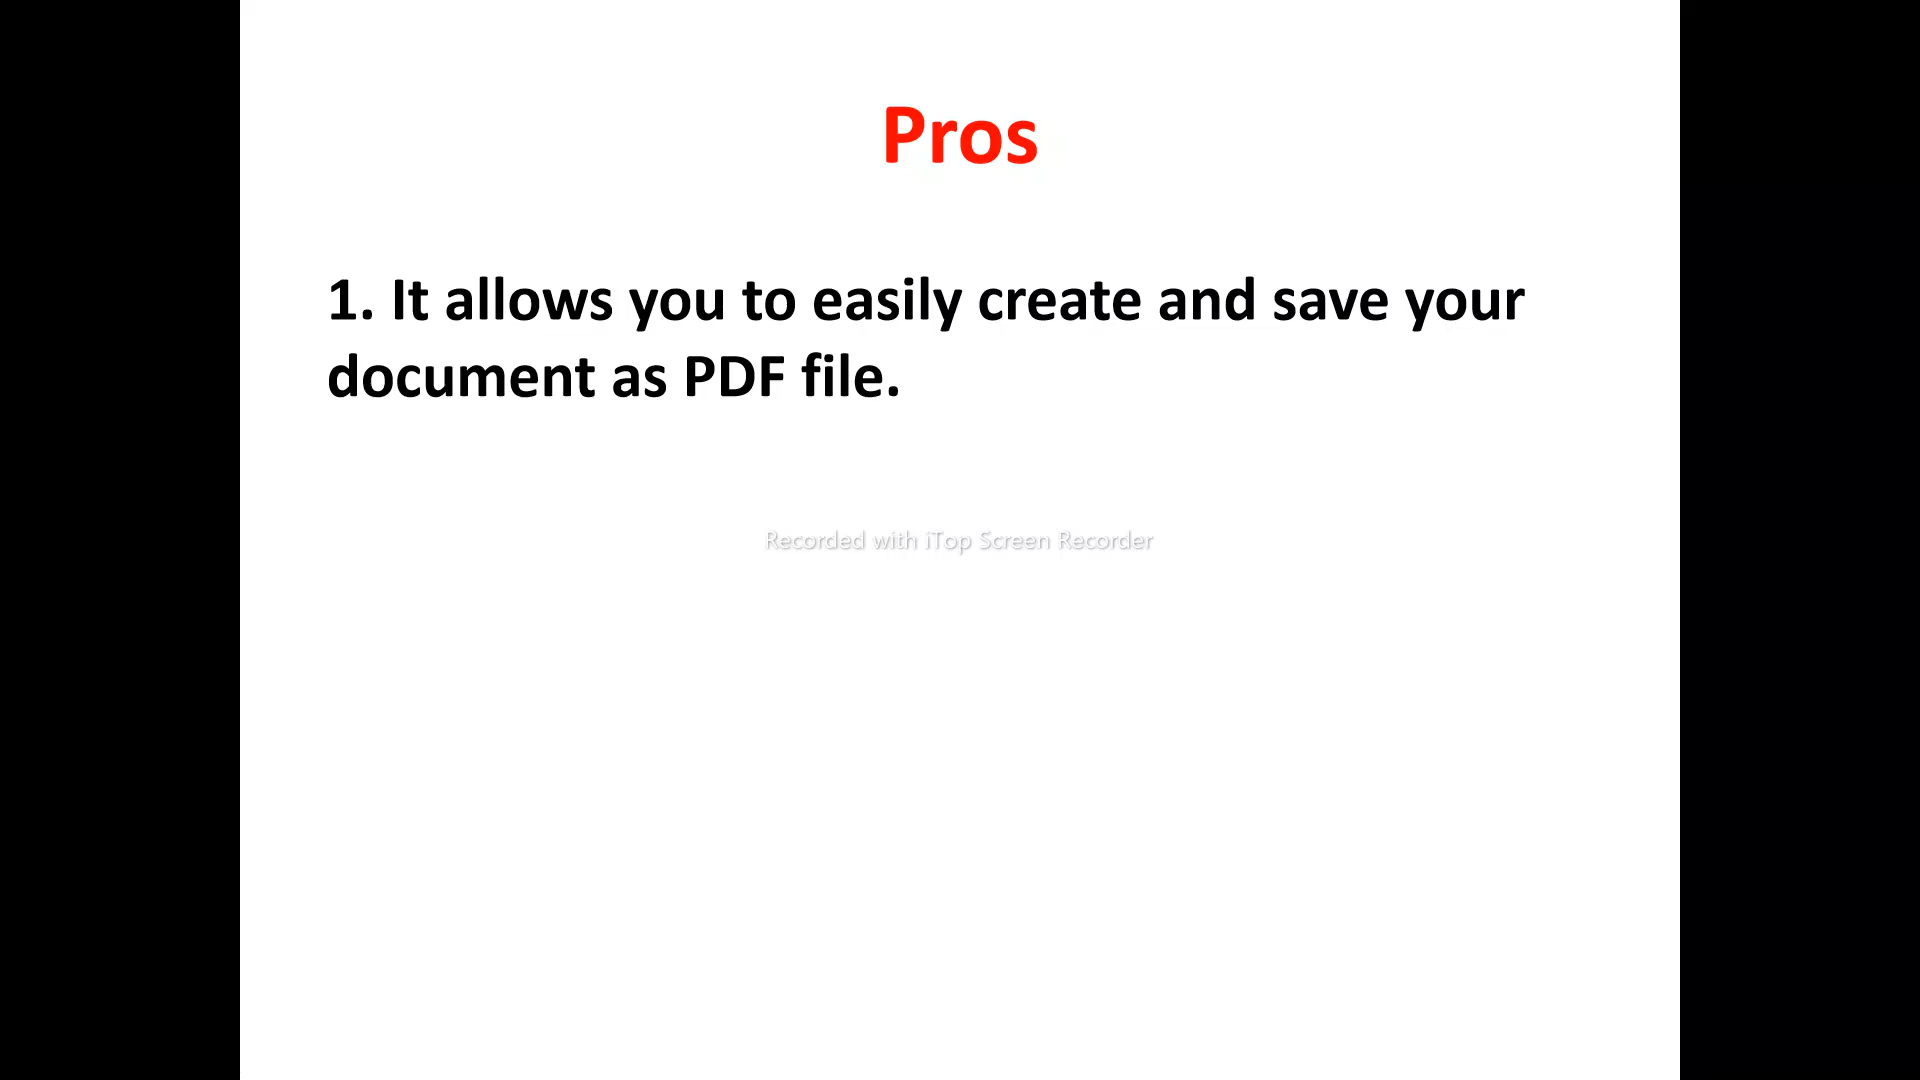 Pros
1. It allows you to easily create and save your
document as PDF file.
Recorded with iTop Screen Recorder